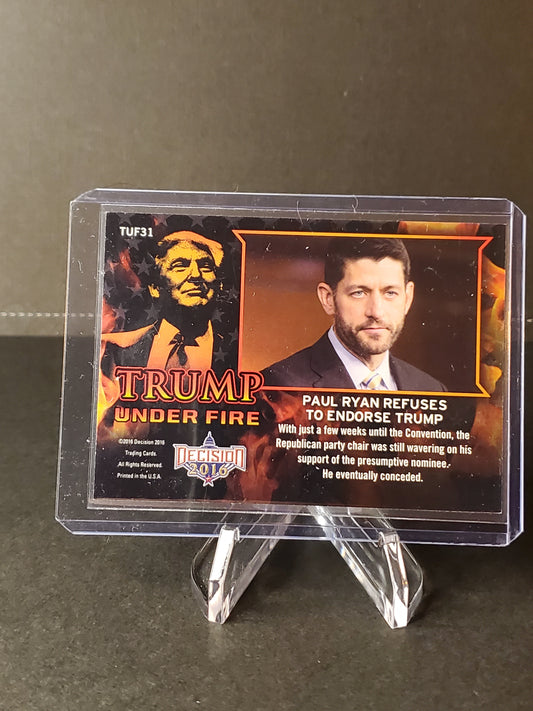 TUF31
TRUMP
UNDER FIRE
©2016 Decision 2016
Trading Cards.
All Rights Reserved.
Printed in the U.S.A.
DECISION
2016
PAUL RYAN REFUSES
TO ENDORSE TRUMP
With just a few weeks until the Convention, the
Republican party chair was still wavering on his
support of the presumptive nominee.
He eventually conceded.